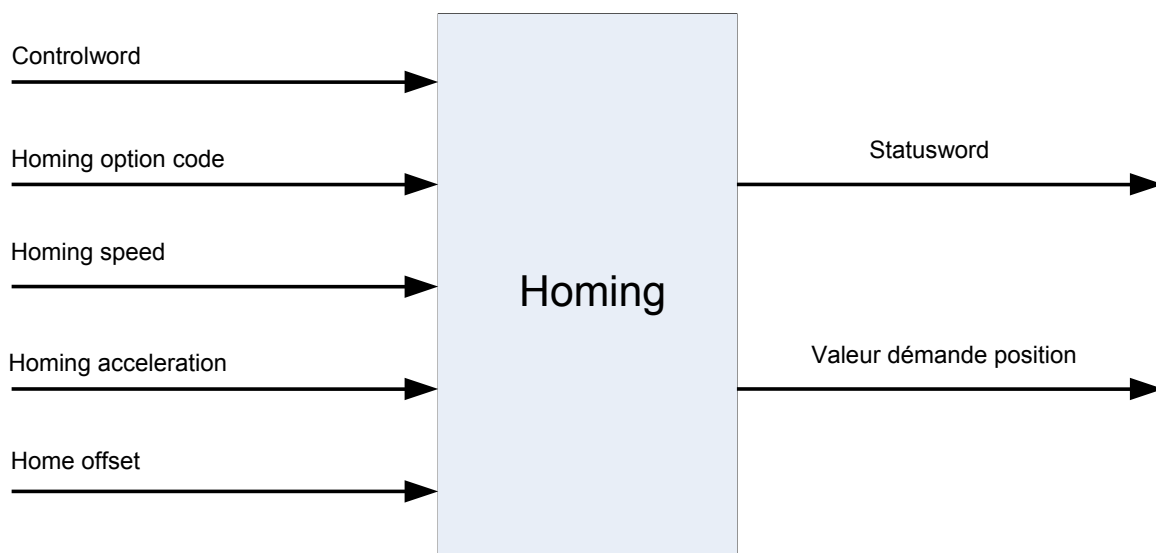 Controlword
Homing option code
Homing speed
Homing acceleration
Home offset
Homing
Statusword
Valeur démande position